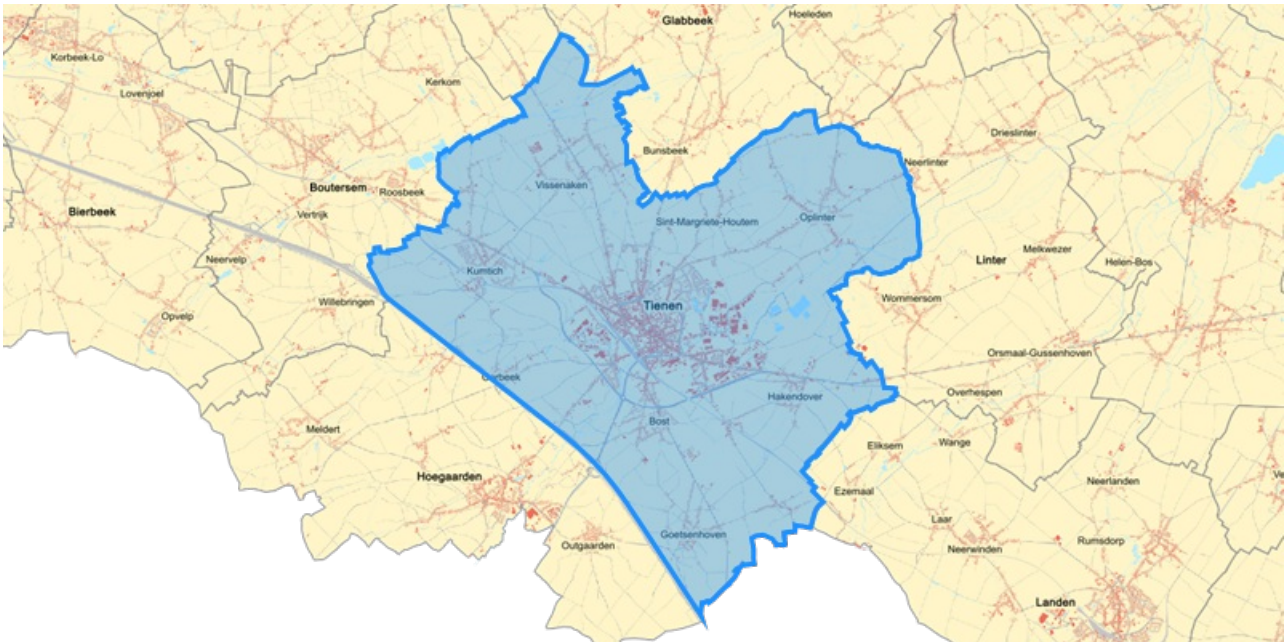 Glabbeek
Hoeleden
Korbeek-Lo
Kerkom
Lovenjoel
Drieslinter
Bunsbeek
Neerlinter
Vissenaken
Boutersem
Roosbeek
Bierbeek
Vertrijk
Sint-Margriete-Houtem
Oplinter
Melkwezer
Neervelp
Linter
Helen-Bos
Kumtich
Willebringen
Wommersom
Tienen
Opvelp
Orsmaal-Gussenhoven
Oorbeek
Hakendover
Overhespen
Bost
Meldert
Eliksem
Wange
Hoegaarden
Neerlanden
Ezemaal
Laar
Goetsenhoven
Outgaarden
Neerwinden
Rumsdorp
Landen